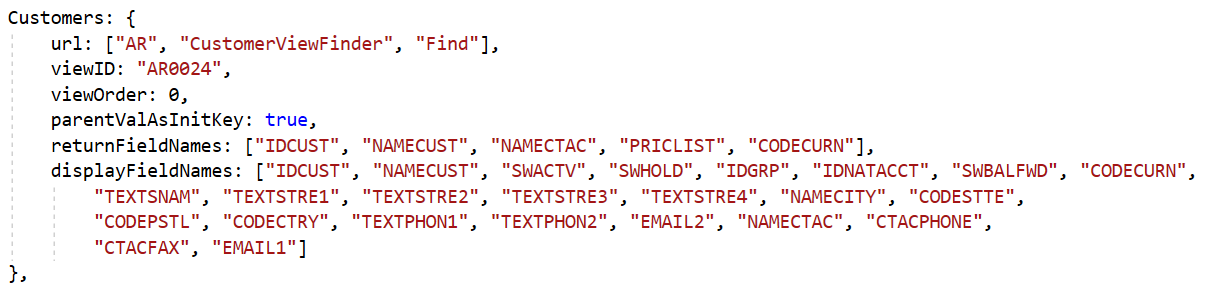 Customers: {
url: ["AR", "CustomerViewFinder", "Find"],
viewID: "AR0024",
viewOrder: 0,
parentValAsInitKey: true,
returnFieldNames: ["IDCUST", "NAMECUST", "NAMECTAC", "PRICLIST", "CODECURN"],
displayFieldNames: ["IDCUST", "NAMECUST", "SWACTV", "SWHOLD", "IDGRP", "IDNATACCT", "SWBALFWD", "CODECURN",
"TEXTSNAM", "TEXTSTRE1", "TEXTSTRE2", "TEXTSTRE3", "TEXTSTRE4", "NAMECITY", "CODESTTE",
"CODEPSTL", "CODECTRY", "TEXTPHON1", "TEXTPHON2", "EMAIL2", "NAMECTAC", "CTACPHONE",
"CTACFAX", "EMAIL1"]
},